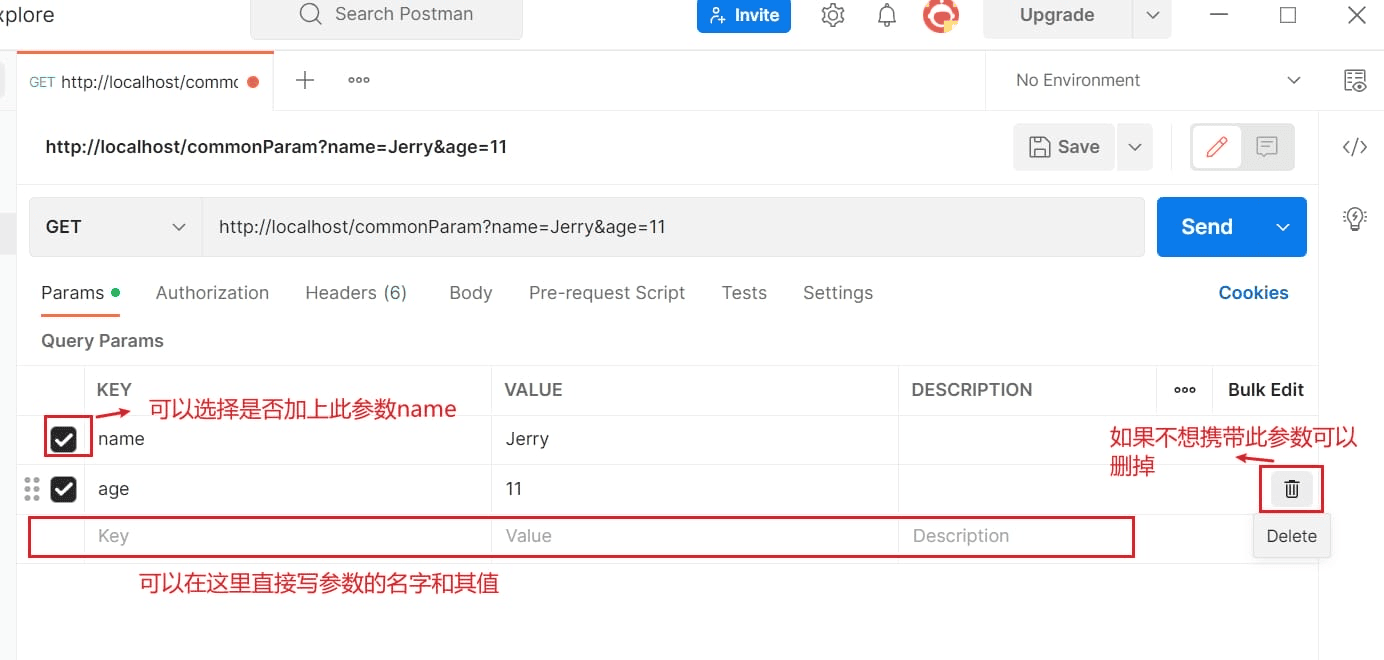 xplore
Search Postman
Invite
Upgrade
GET http://localhost/commo
No Environment
http://localhost/commonParam?name=Jerry&age=11
Save
GET
http://localhost/commonParam?name=Jerry&age=11
Send
Params
Authorization
Headers (6)
Body
Pre-request Script
Tests
Settings
Cookies
Query Params
KEY
VALUE
DESCRIPTION
Bulk Edit
可以选择是否加上此参数name
name
Jerry
如果不想携带此参数可以
删掉
age
11
Key
Value
Description
Delete
可以在这里直接写参数的名字和其值